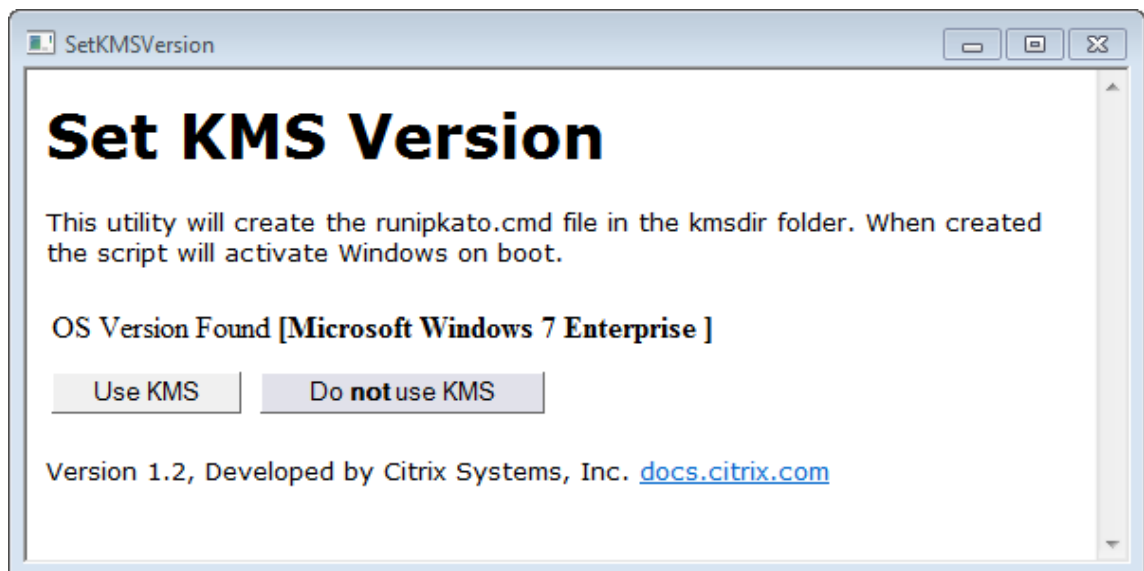 SetKMSVersion
Set KMS Version
This utility will create the runipkato.cmd file in the kmsdir folder. When created
the script will activate Windows on boot.
OS Version Found [Microsoft Windows 7 Enterprise ]
Use KMS Do not use KMS
Version 1.2, Developed by Citrix Systems, Inc. docs.citrix.com